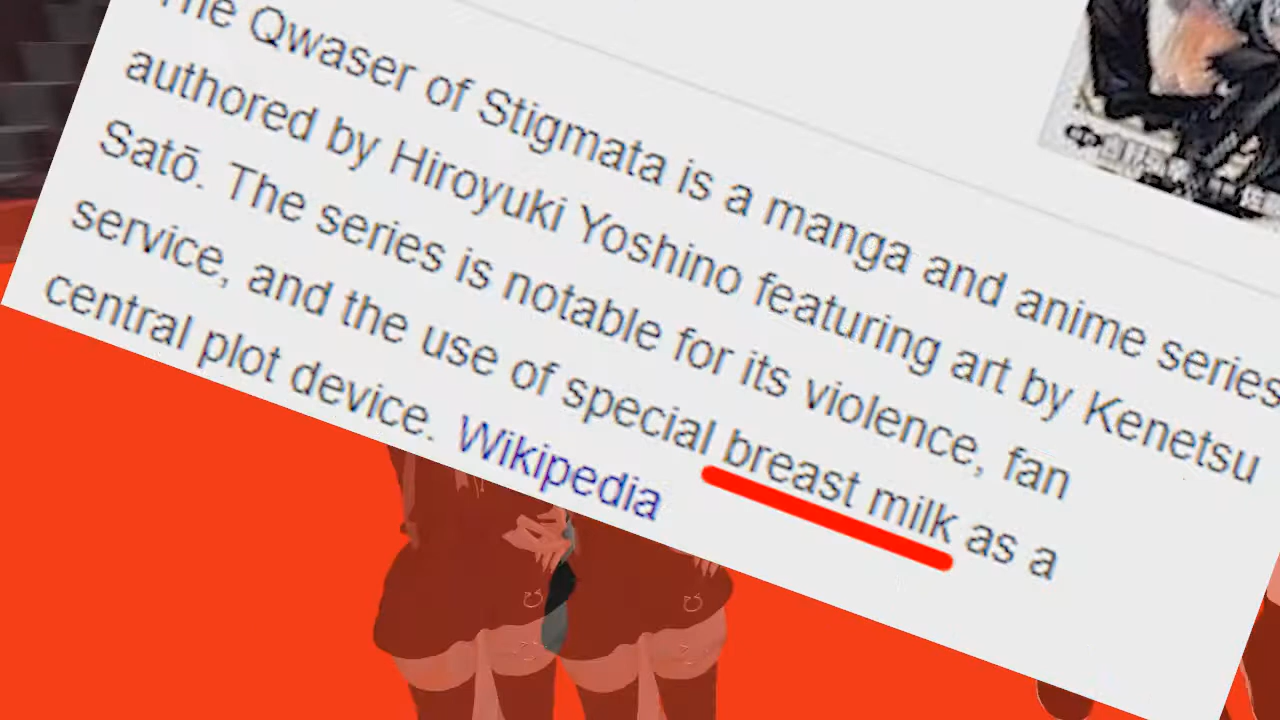 The Qwaser of Stigmata is a manga and anime series
authored by Hiroyuki Yoshino featuring art by Kenetsu
Satō. The series is notable for its violence, fan
service, and the use of special breast milk as a
central plot device. Wikipedia